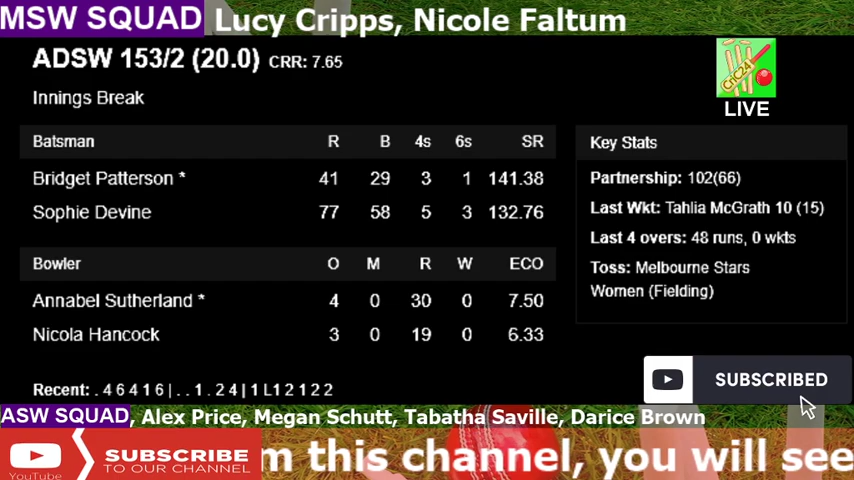 MSW SQUAD Lucy Cripps, Nicole Faltum
ADSW 153/2 (20.0) CRR: 7.65
Innings Break
CriC24
LIVE
Batsman R B 4s 6s SR
Bridget Patterson * 41 29 3 1 141.38
Sophie Devine 77 58 5 3 132.76
Bowler O M R W ECO
Annabel Sutherland * 4 0 30 0 7.50
Nicola Hancock 3 0 19 0 6.33
Recent: . 4 6 4 1 6 | . . 1 . 2 4 | 1 L1 2 1 2 2
Key Stats
Partnership: 102(66)
Last Wkt: Tahlia McGrath 10 (15)
Last 4 overs: 48 runs, 0 wkts
Toss: Melbourne Stars
Women (Fielding)
SUBSCRIBED
ASW SQUAD, Alex Price, Megan Schutt, Tabatha Saville, Darice Brown
YouTube
SUBSCRIBE
TO OUR CHANNEL
m this channel, you will see